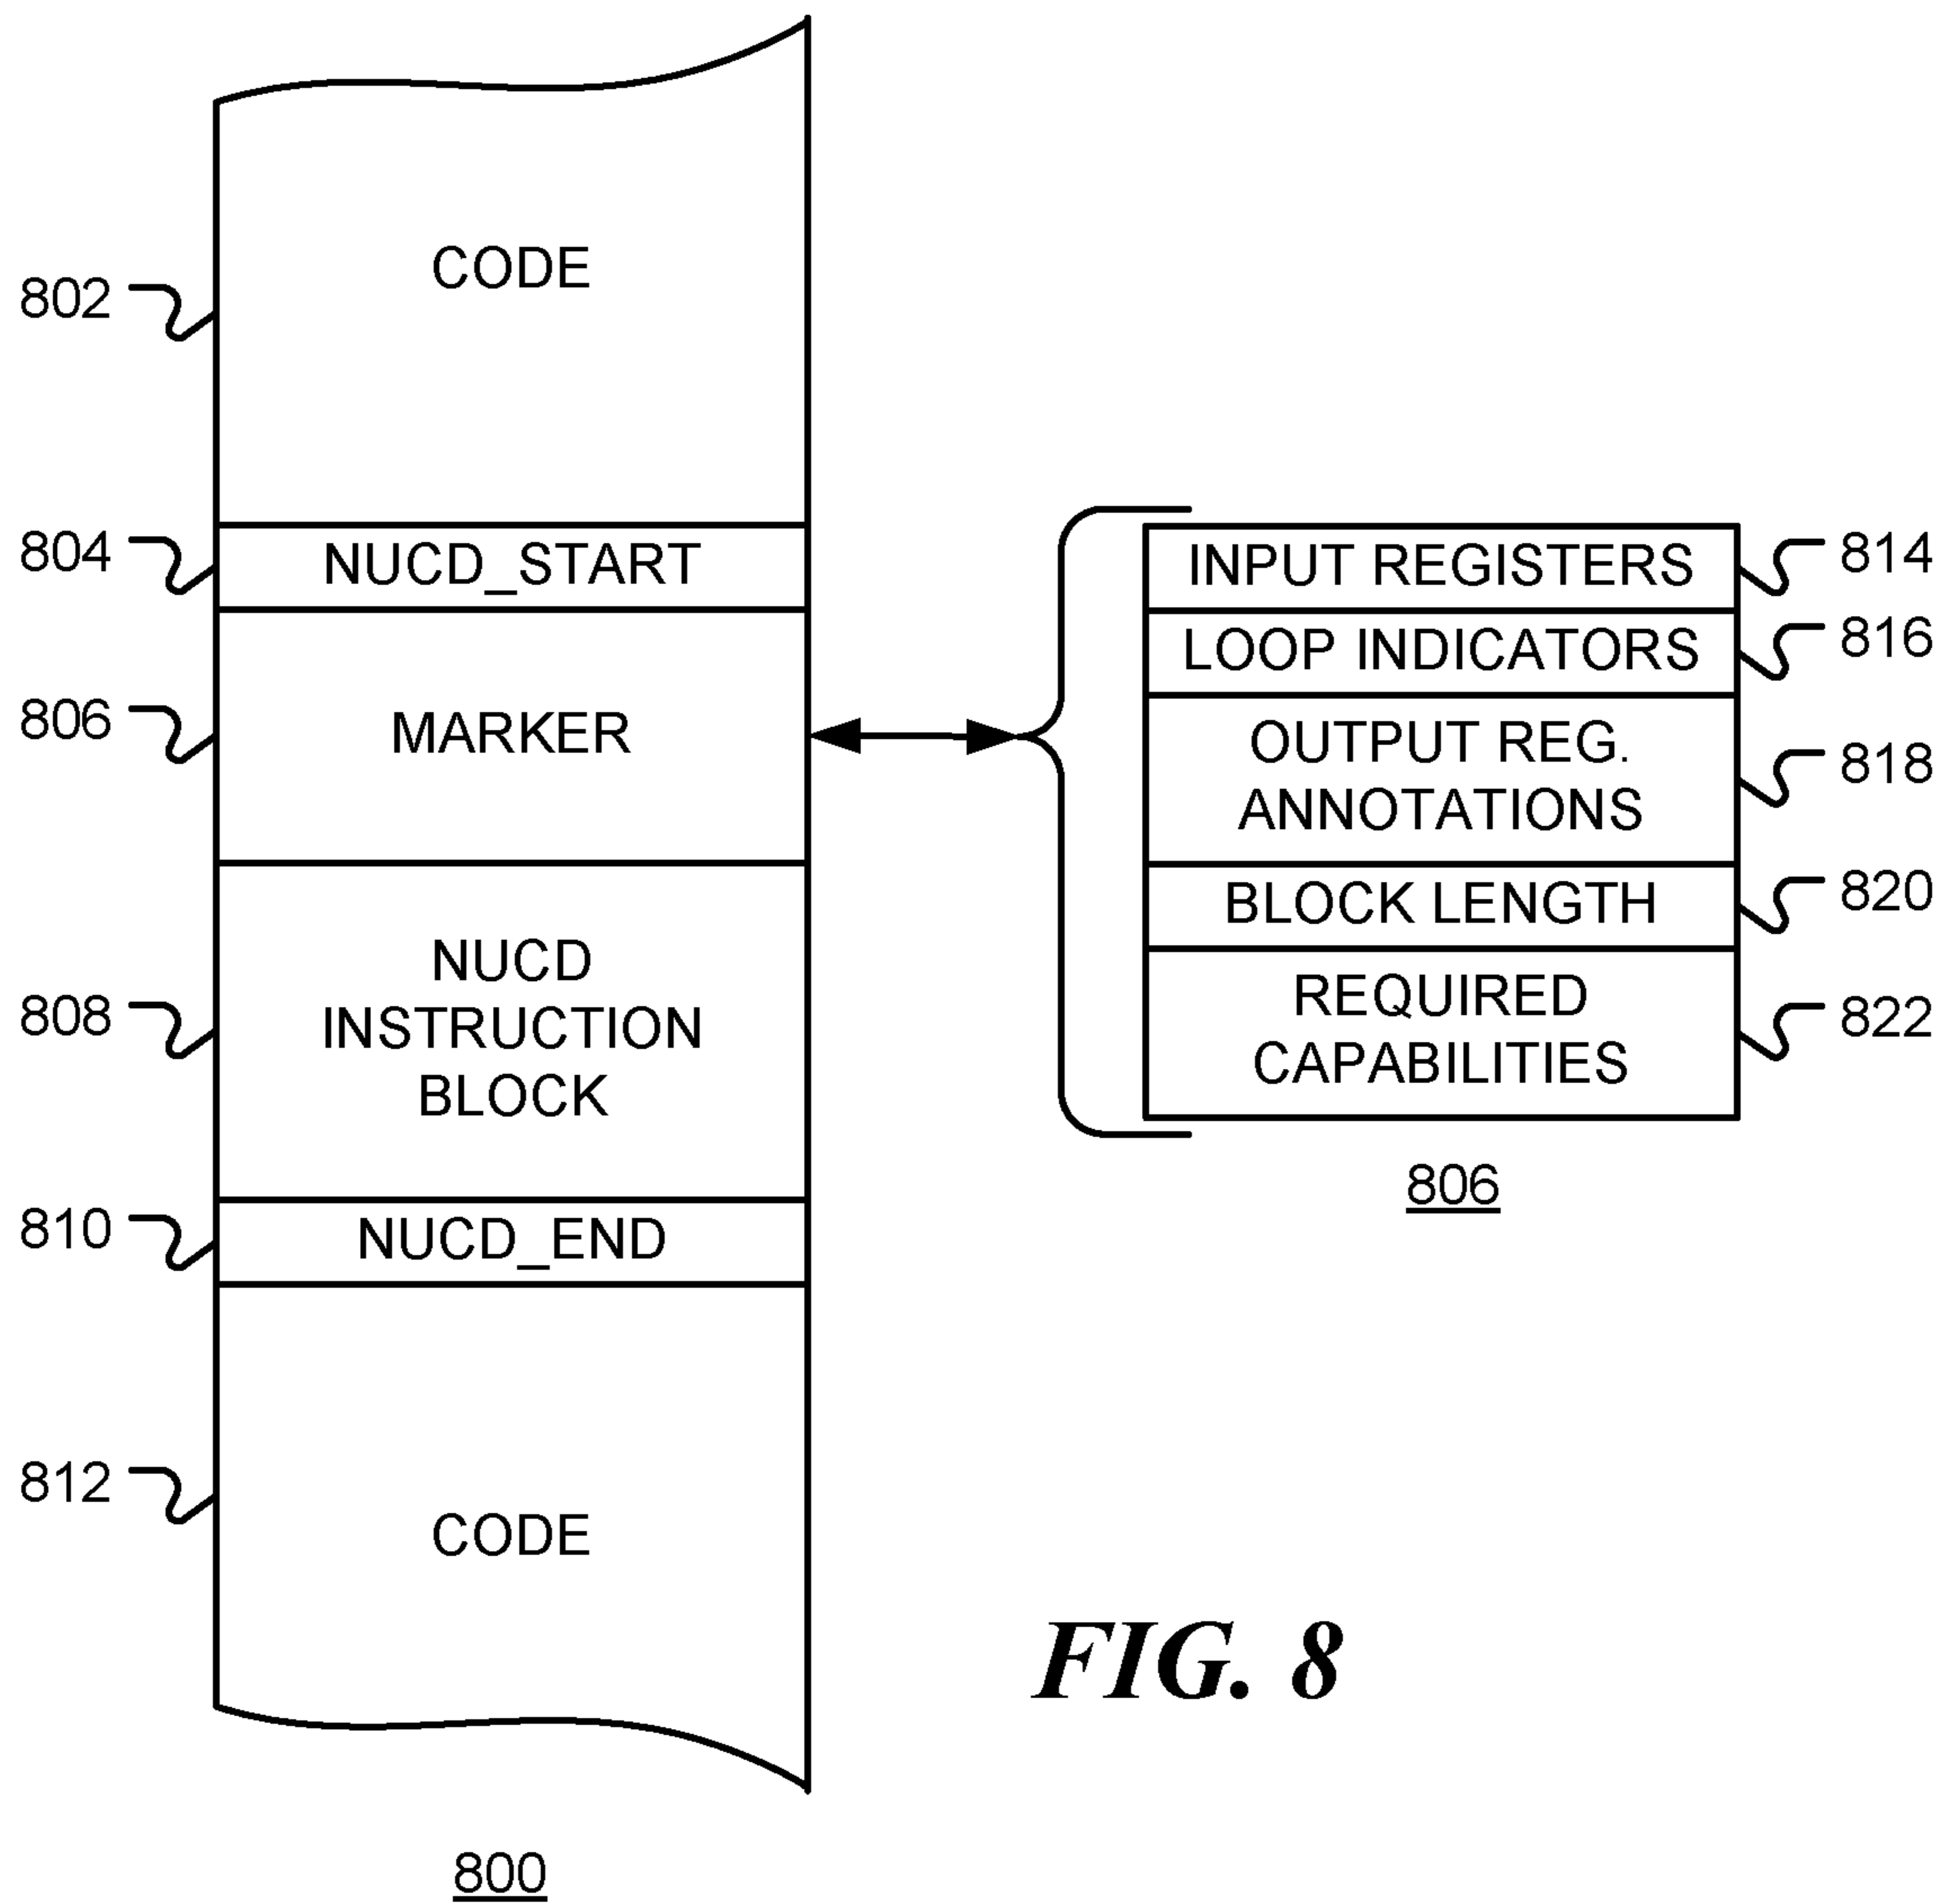 CODE
802
804
NUCD_START
806
MARKER
808
NUCD
INSTRUCTION
BLOCK
810
NUCD_END
812
CODE
800
INPUT REGISTERS
814
LOOP INDICATORS
816
OUTPUT REG.
ANNOTATIONS
818
BLOCK LENGTH
820
REQUIRED
CAPABILITIES
822
806
FIG. 8